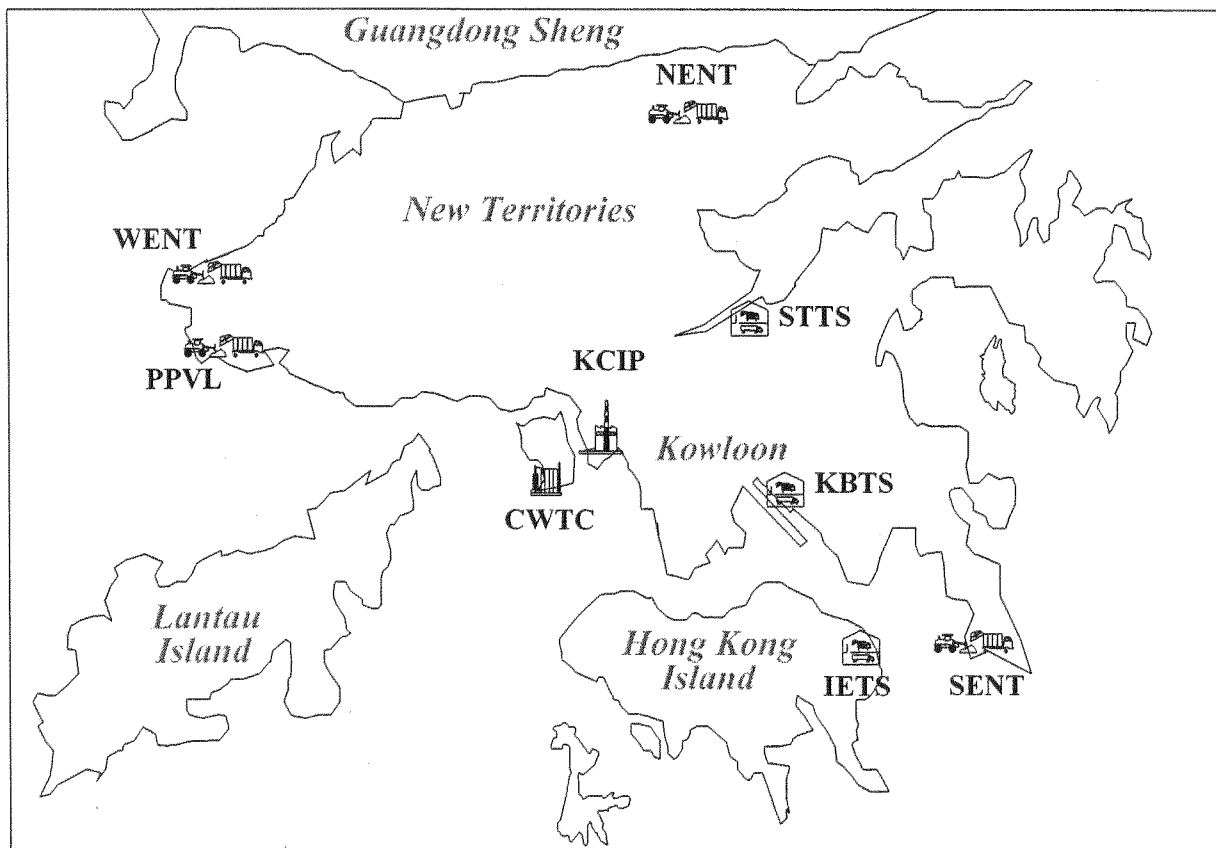 Guangdong Sheng
NENT
New Territories
WENT
STTS
KCIP
PPVL
Kowloon
KBTS
CWTC
Lantau
Island
Hong Kong
Island
IETS
SENT